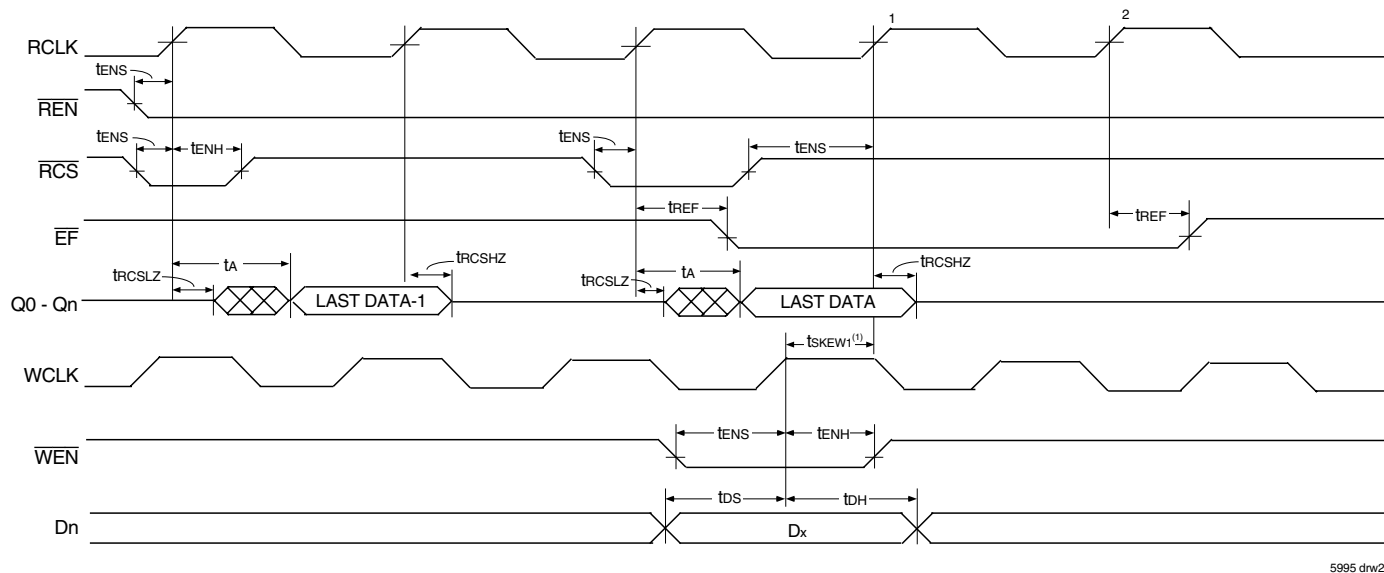 1
2
RCLK
tENS
REN
tENS
tENH
tENS
tENS
RCS
tREF
tREF
EF
tRCSLZ
tA
tRCSHZ
tRCSLZ
tA
tRCSHZ
Q0 - Qn
LAST DATA-1
LAST DATA
tSKEW1(1)
WCLK
tENS
tENH
WEN
tDS
tDH
Dn
Dx
5995 drw2